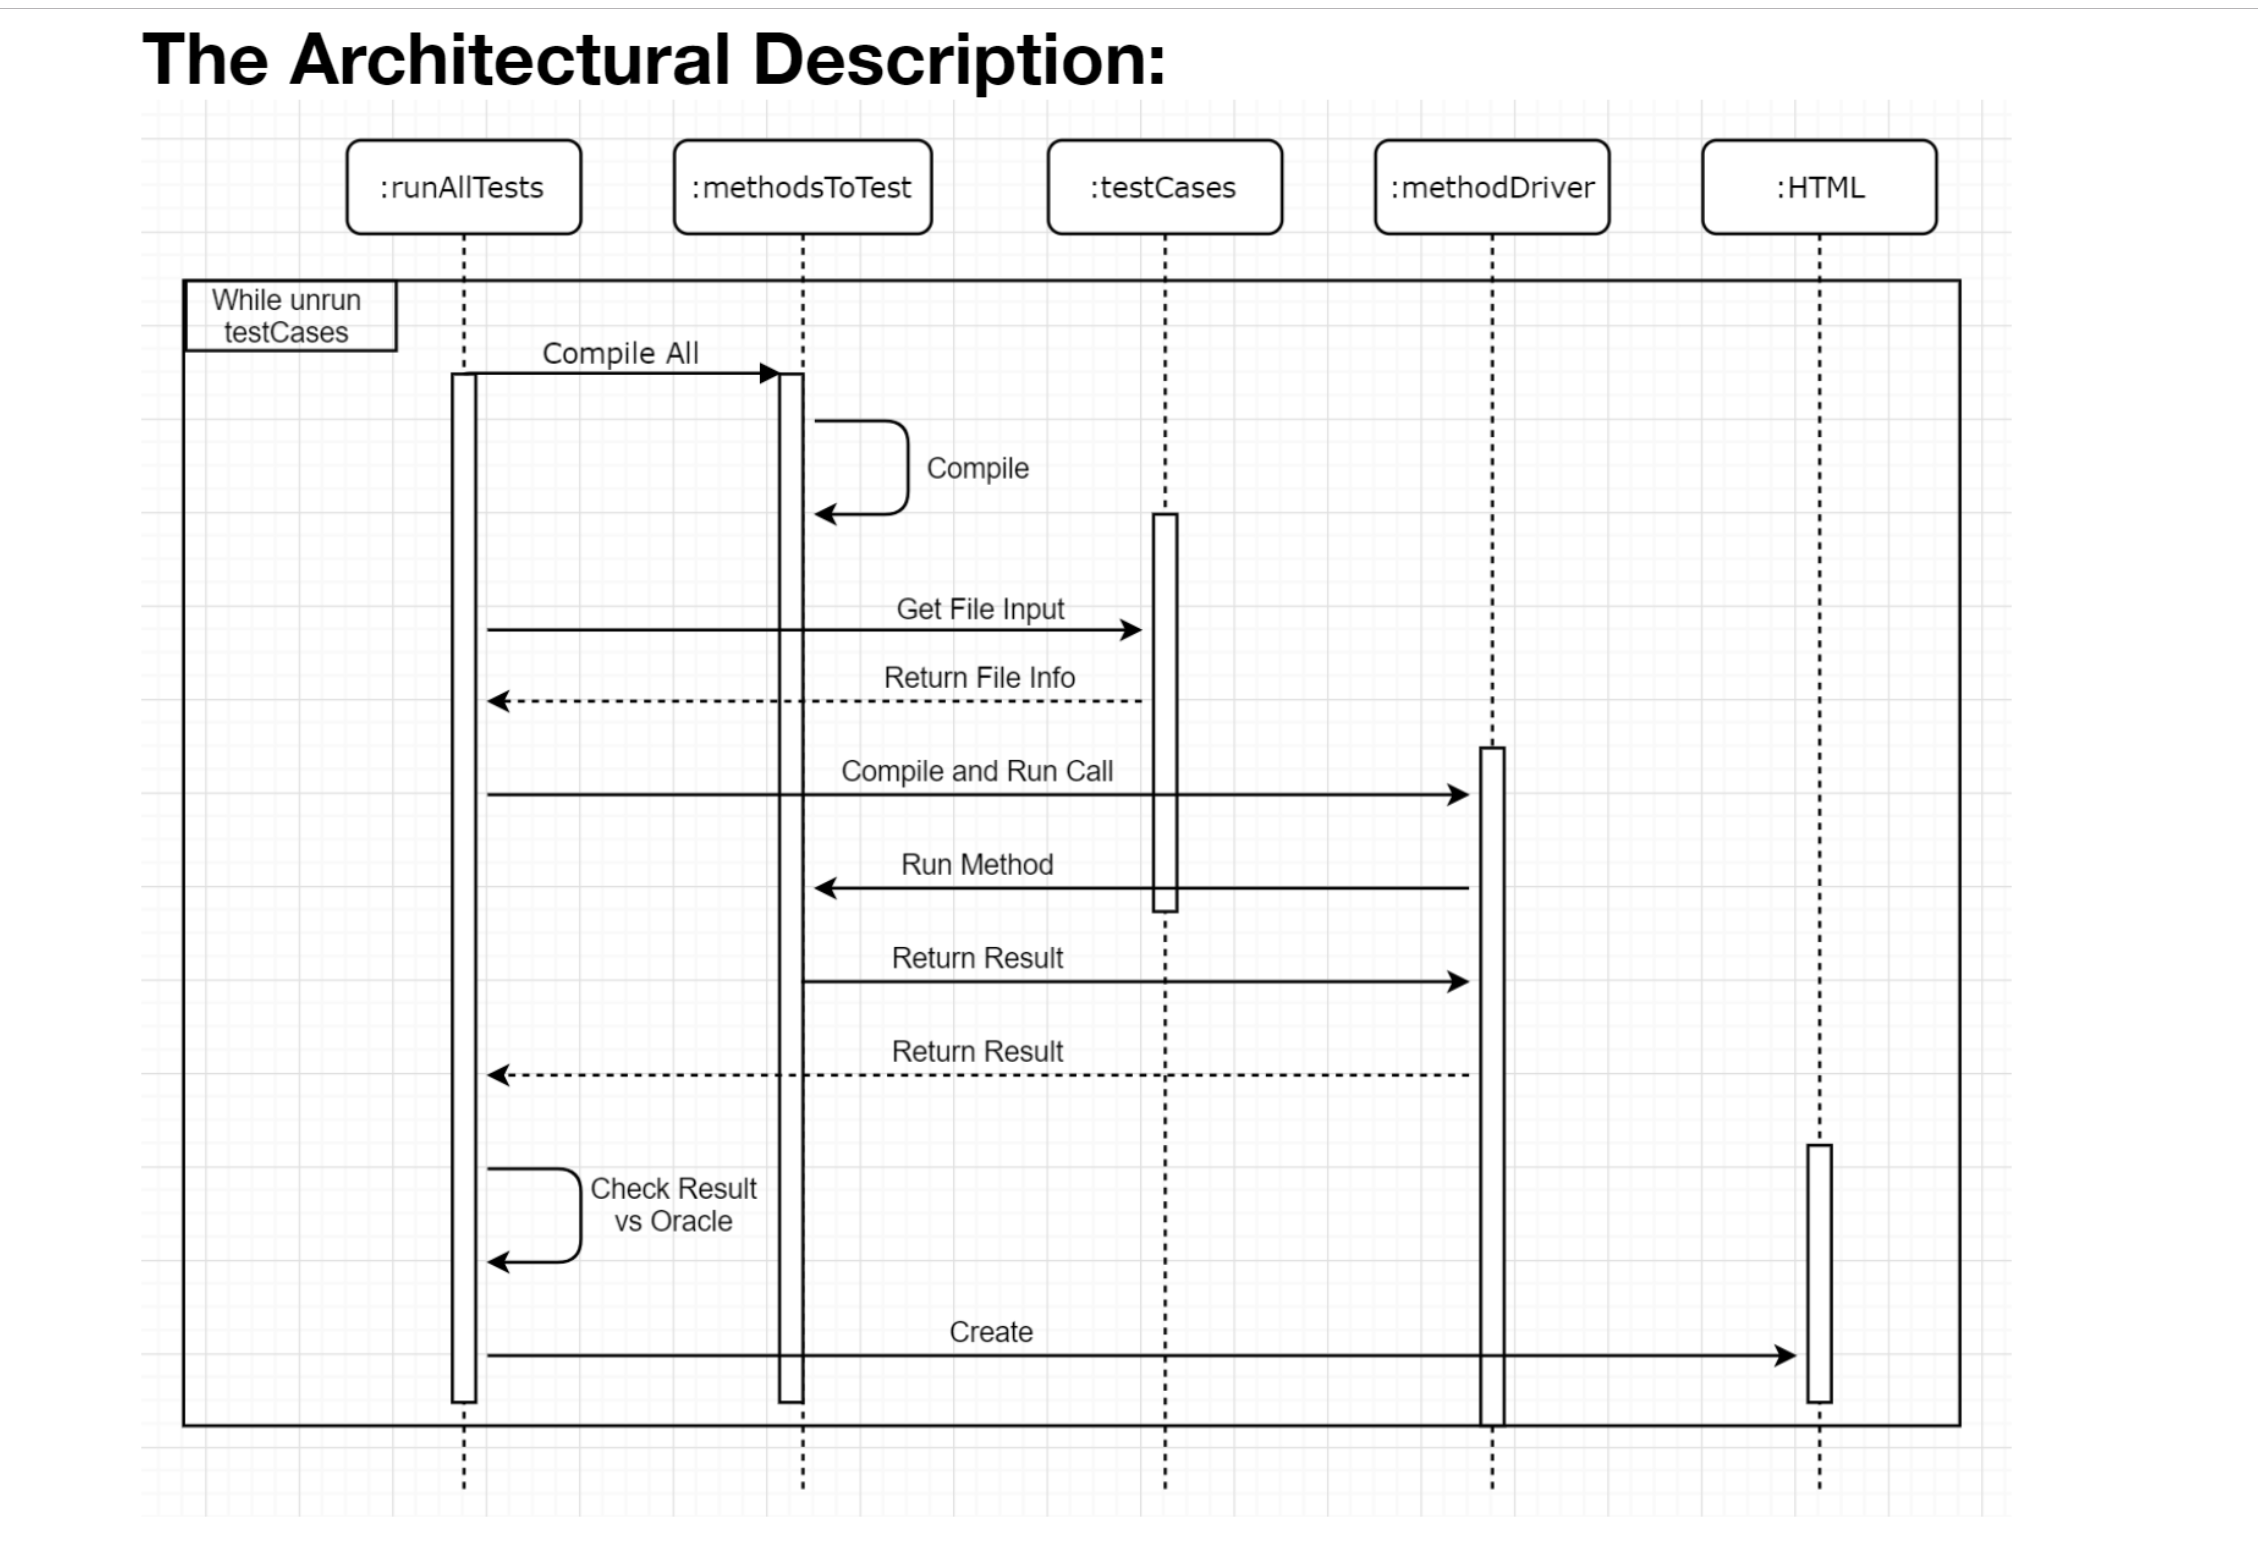 The Architectural Description:
:runAllTests
:methodsToTest
:testCases
:methodDriver
:HTML
While unrun
testCases
Compile All
Compile
Get File Input
Return File Info
Compile and Run Call
Run Method
Return Result
Return Result
Check Result
vs Oracle
Create